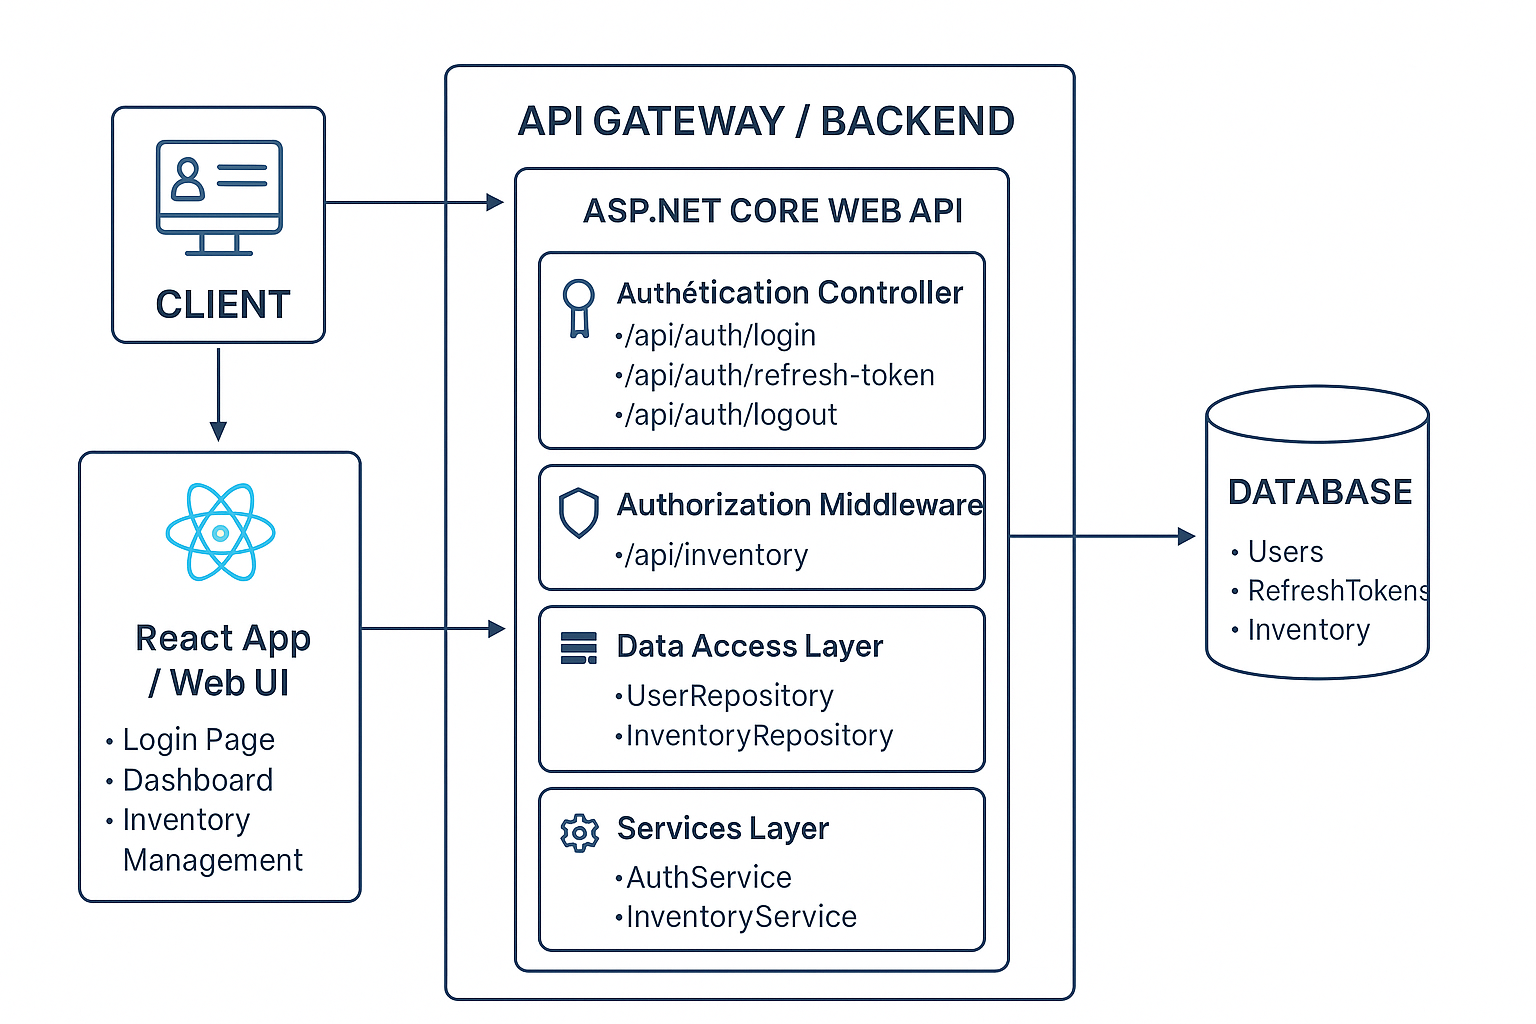 API GATEWAY / BACKEND
CLIENT
ASP.NET CORE WEB API
Authétication Controller
•/api/auth/login
•/api/auth/refresh-token
•/api/auth/logout
Authorization Middleware
•/api/inventory
Data Access Layer
•UserRepository
•InventoryRepository
Services Layer
•AuthService
•InventoryService
React App
/ Web UI
• Login Page
• Dashboard
• Inventory
Management
DATABASE
• Users
• RefreshTokens
• Inventory